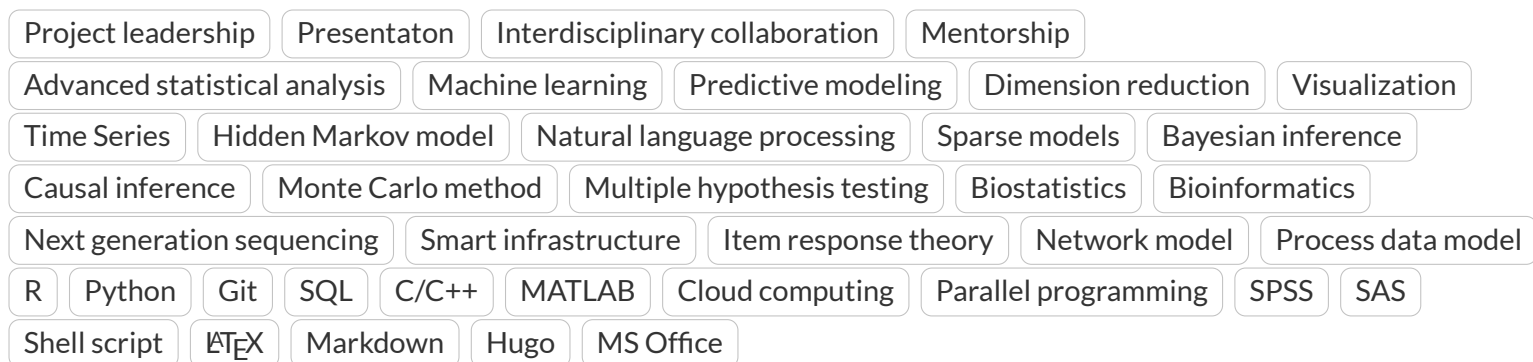 Project leadership Presentaton Interdisciplinary collaboration Mentorship
Advanced statistical analysis Machine learning Predictive modeling Dimension reduction Visualization
Time Series Hidden Markov model Natural language processing Sparse models Bayesian inference
Causal inference Monte Carlo method Multiple hypothesis testing Biostatistics Bioinformatics
Next generation sequencing Smart infrastructure Item response theory Network model Process data model
R Python Git SQL C/C++ MATLAB Cloud computing Parallel programming SPSS SAS
Shell script LATEX Markdown Hugo MS Office